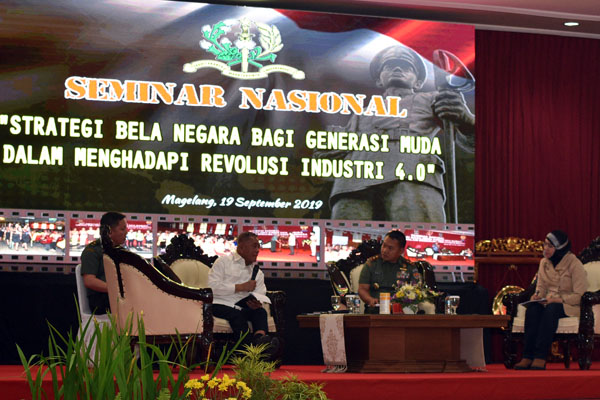 SEMINAR NASIONAL
"STRATEGI BELA NEGARA BAGI GENERASI MUDA
DALAM MENGHADAPI REVOLUSI INDUSTRI 4.0"
Magelang, 19 September 2019